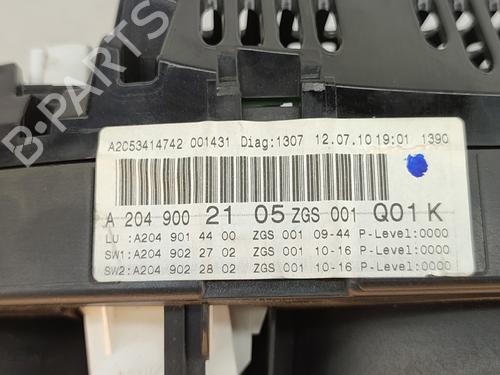 B-PARTS
A2C53414742 001431 Diag:1307 12.07.10 19:01 1390
A 204 900 21 05 ZGS 001 Q01 K
LU :A204 901 44 00 ZGS 001 09-44 P-Level:0000
SW1:A204 902 27 02 ZGS 001 10-16 P-Level:0000
SW2:A204 902 28 02 ZGS 001 10-16 P-Level:0000